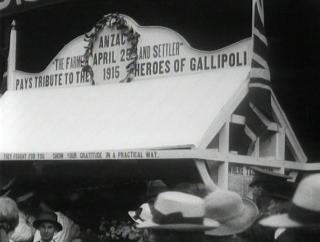 ANZAC
"THE FARMER APRIL 25 AND SETTLER"
PAYS TRIBUTE TO THE 1915 HEROES OF GALLIPOLI
THEY FOUGHT FOR YOU SHOW YOUR GRATITUDE IN A PRACTICAL WAY.